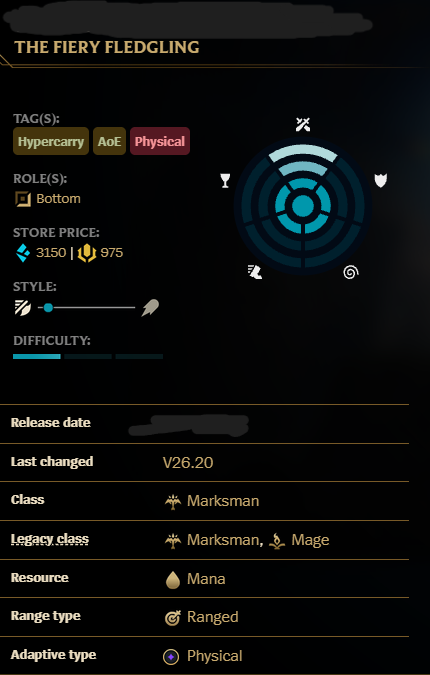 THE FIERY FLEDGLING
TAG(S):
Hypercarry AoE Physical
ROLE(S):
Bottom
STORE PRICE:
3150 | 975
STYLE:
DIFFICULTY:
Release date
Last changed V26.20
Class Marksman
Legacy class Marksman, Mage
Resource Mana
Range type Ranged
Adaptive type Physical